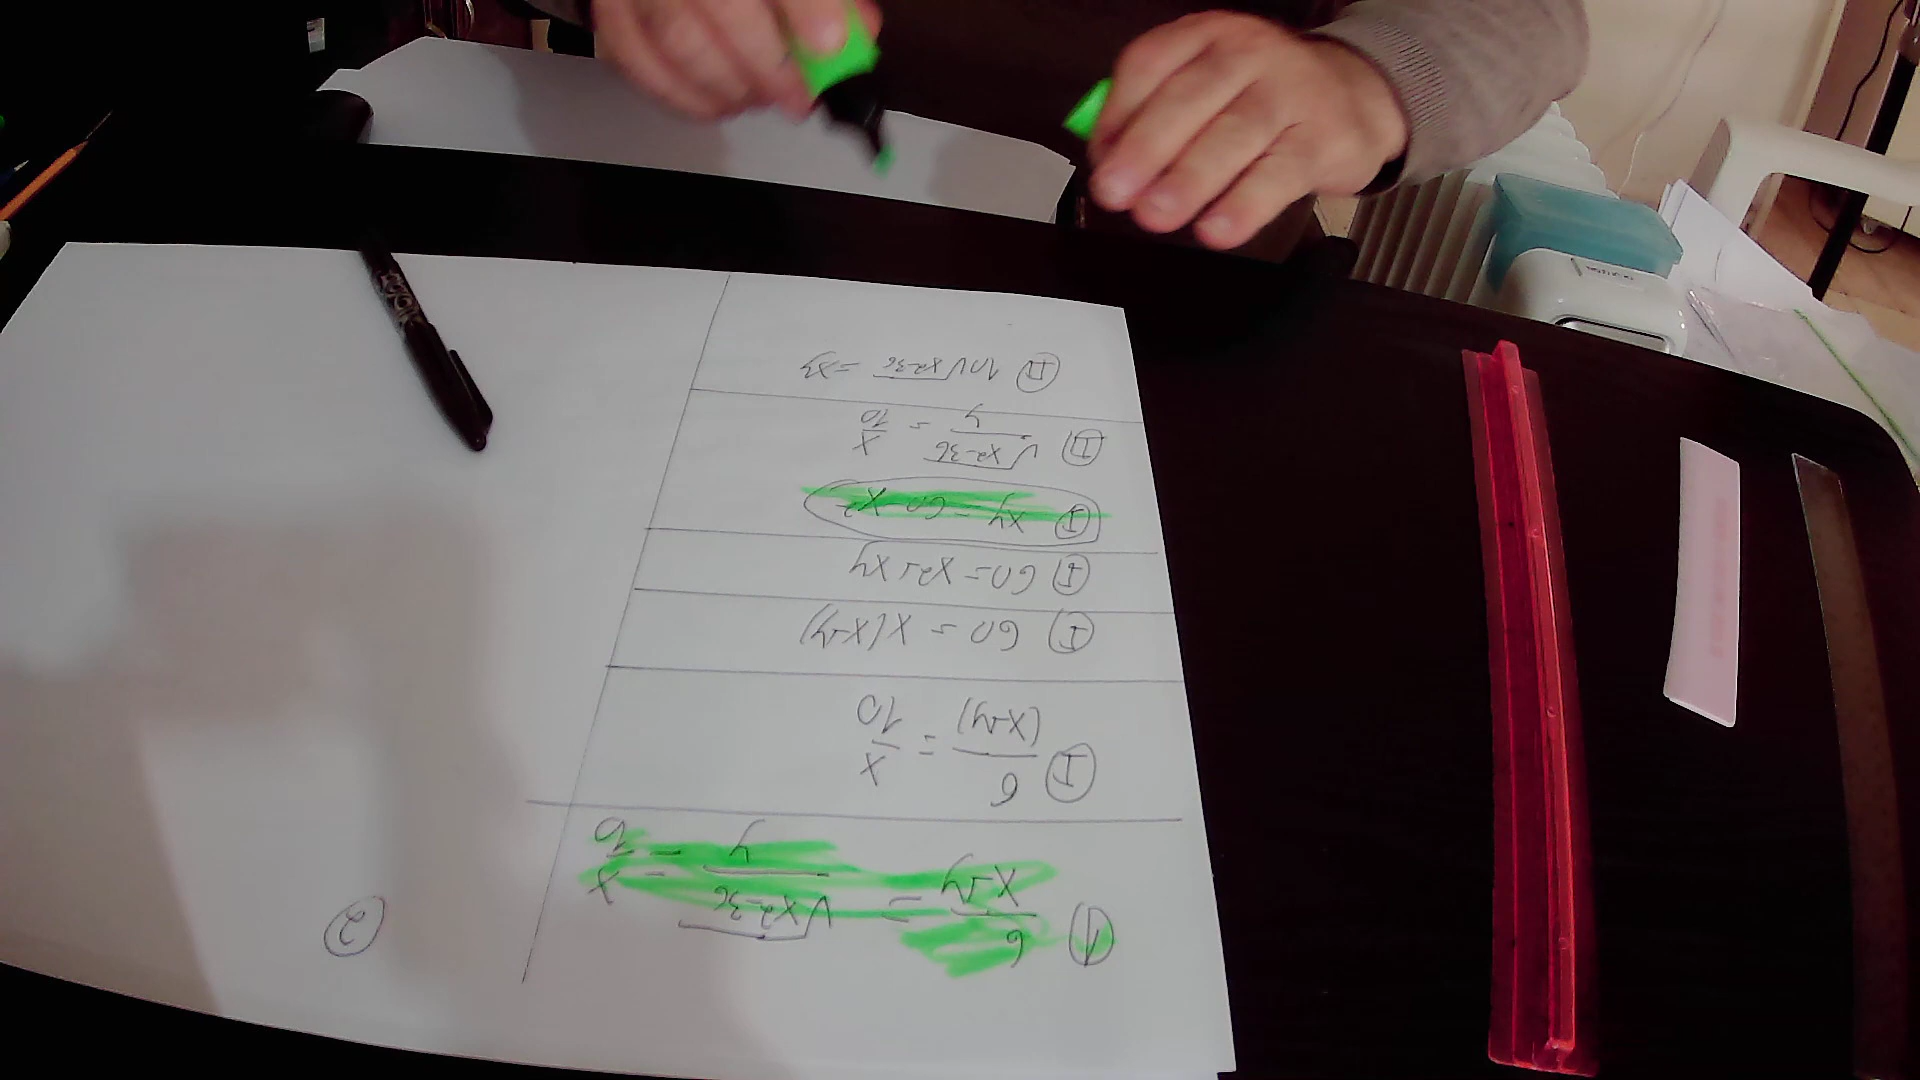 ① 6/(x+y) = √(x²-36)/y = x/10
Ⅰ 6/(x+y) = x/10
Ⅰ 60 = x(x+y)
Ⅰ 60 = x²+xy
Ⅰ xy = 60-x²
Ⅱ √(x²-36)/y = x/10
Ⅱ 10√(x²-36) = xy
②